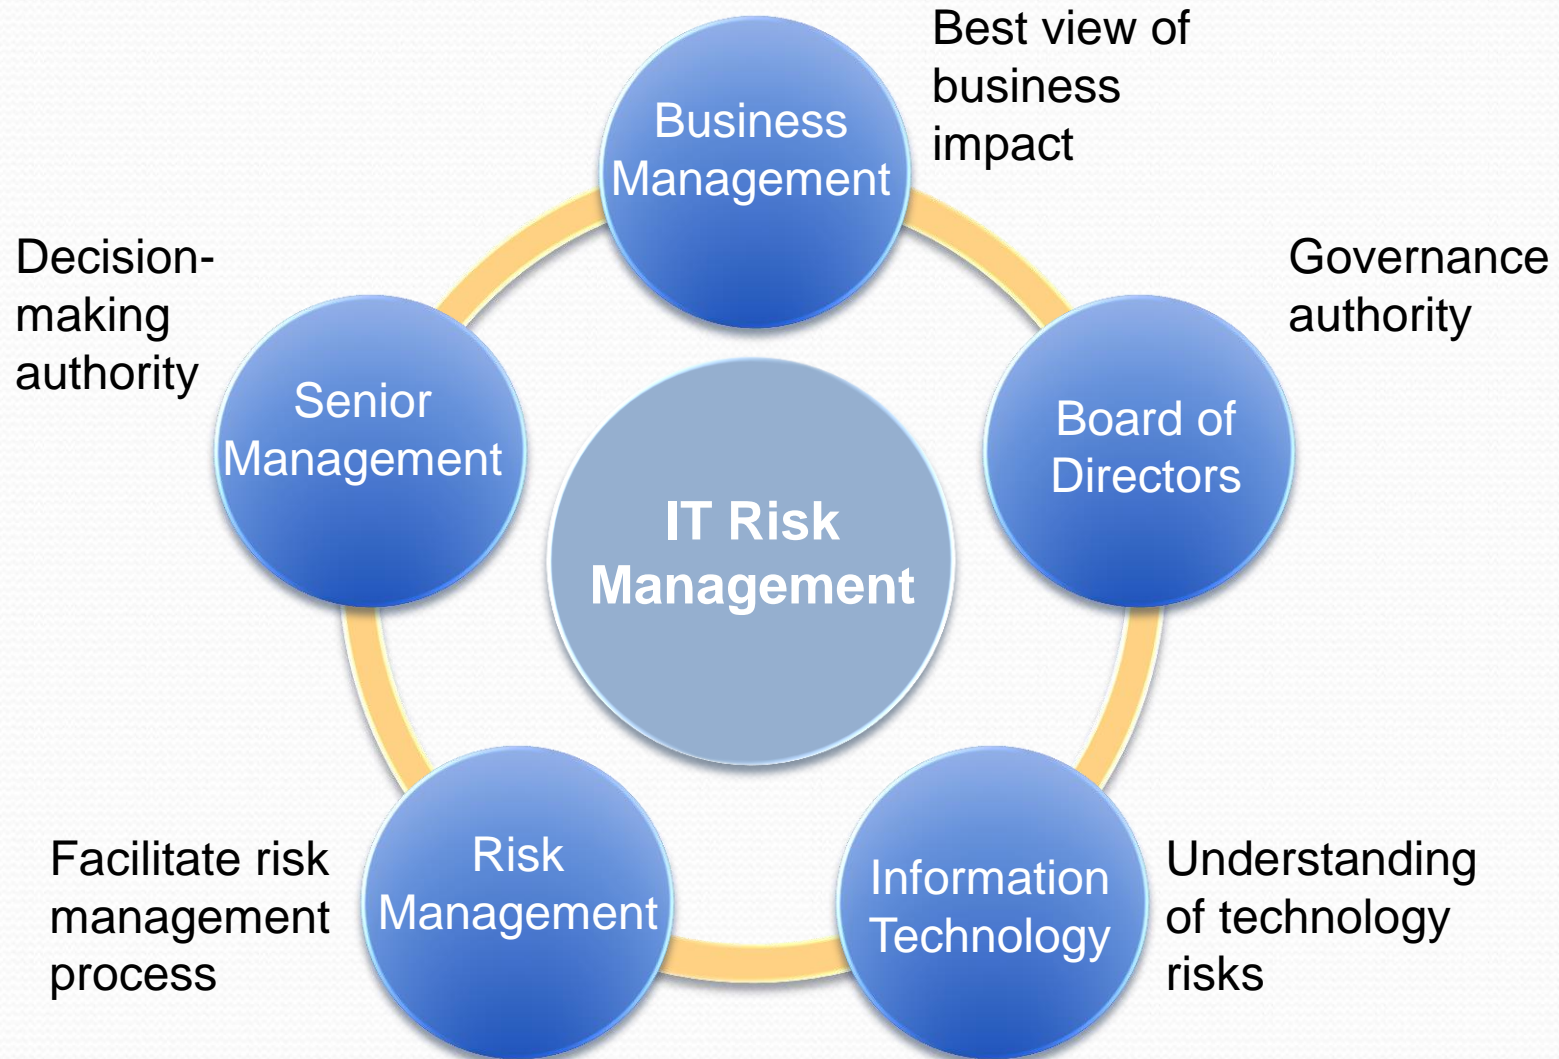 Best view of
business
impact
Business
Management
Decision-
making
authority
Governance
authority
Senior
Management
Board of
Directors
IT Risk
Management
Facilitate risk
management
process
Risk
Management
Information
Technology
Understanding
of technology
risks